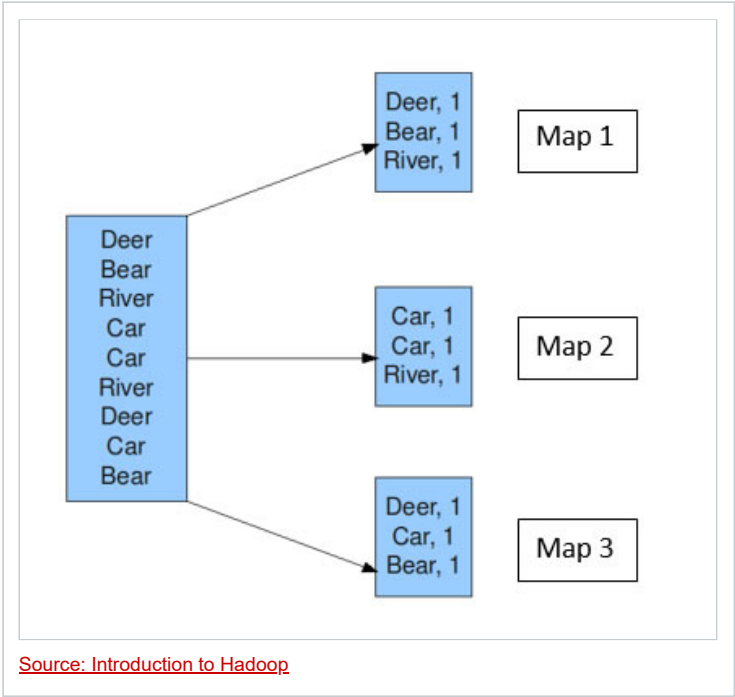 Deer
Bear
River
Car
Car
River
Deer
Car
Bear
Deer, 1
Bear, 1
River, 1
Map 1
Car, 1
Car, 1
River, 1
Map 2
Deer, 1
Car, 1
Bear, 1
Map 3
Source: Introduction to Hadoop